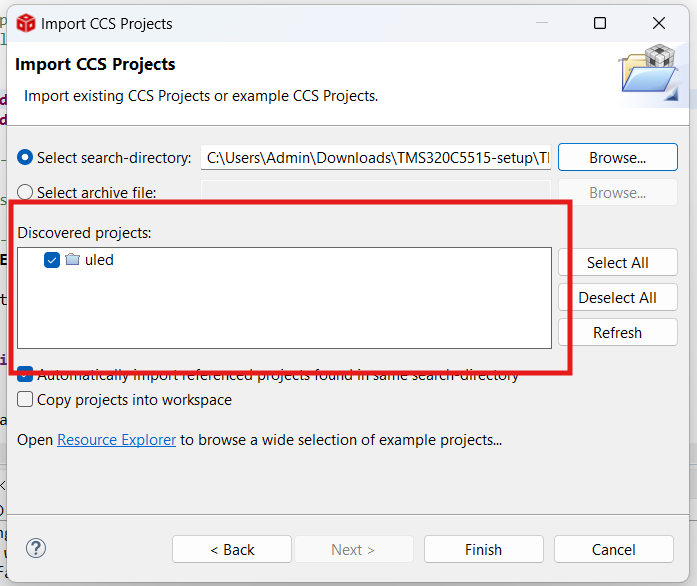 Import CCS Projects
Import CCS Projects
Import existing CCS Projects or example CCS Projects.
Select search-directory: C:\Users\Admin\Downloads\TMS320C5515-setup\T Browse...
Select archive file: Browse...
Discovered projects:
uled
Select All
Deselect All
Refresh
Automatically import referenced projects found in same search-directory
Copy projects into workspace
Open Resource Explorer to browse a wide selection of example projects...
? < Back Next > Finish Cancel